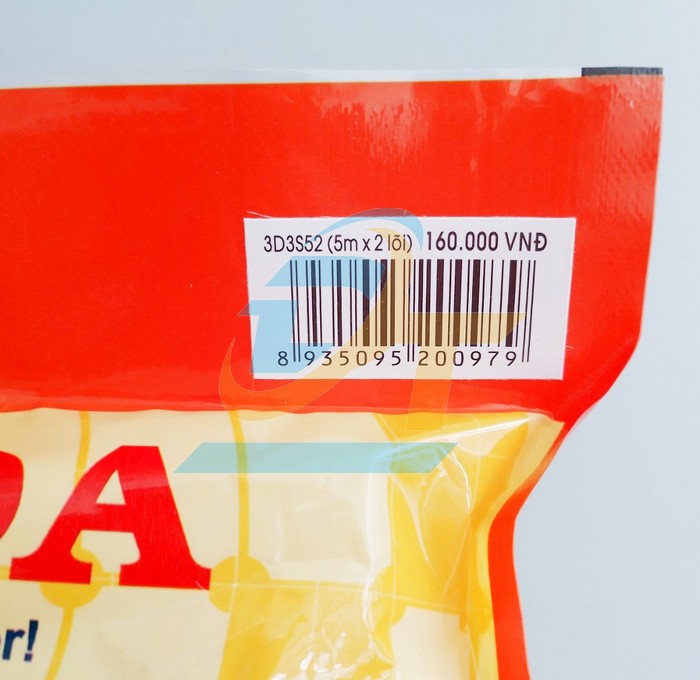 3D3S52 (5m x 2 lõi) 160.000 VNĐ
8 935095 200979
DA
r!